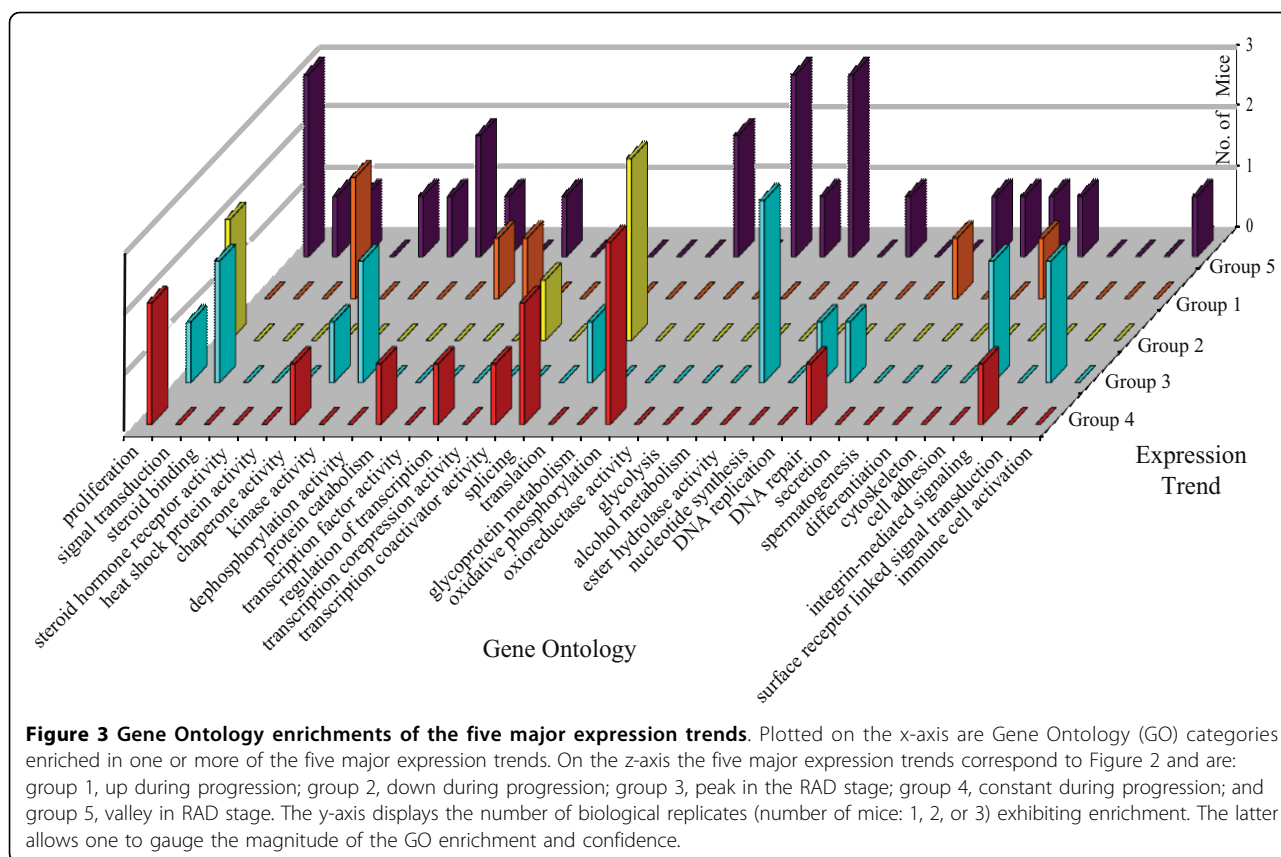 3
2
1
0
No. of Mice
Group 5
Group 1
Group 2
Group 3
Group 4
Expression
Trend
proliferation
signal transduction
steroid binding
steroid hormone receptor activity
heat shock protein activity
chaperone activity
kinase activity
dephosphorylation activity
protein catabolism
transcription factor activity
regulation of transcription
transcription corepression activity
transcription coactivator activity
splicing
translation
glycoprotein metabolism
oxidative phosphorylation
oxioreductase activity
glycolysis
alcohol metabolism
ester hydrolase activity
nucleotide synthesis
DNA replication
DNA repair
secretion
spermatogenesis
differentiation
cytoskeleton
cell adhesion
integrin-mediated signaling
surface receptor linked signal transduction
immune cell activation
Gene Ontology
Figure 3 Gene Ontology enrichments of the five major expression trends. Plotted on the x-axis are Gene Ontology (GO) categories
enriched in one or more of the five major expression trends. On the z-axis the five major expression trends correspond to Figure 2 and are:
group 1, up during progression; group 2, down during progression; group 3, peak in the RAD stage; group 4, constant during progression; and
group 5, valley in RAD stage. The y-axis displays the number of biological replicates (number of mice: 1, 2, or 3) exhibiting enrichment. The latter
allows one to gauge the magnitude of the GO enrichment and confidence.